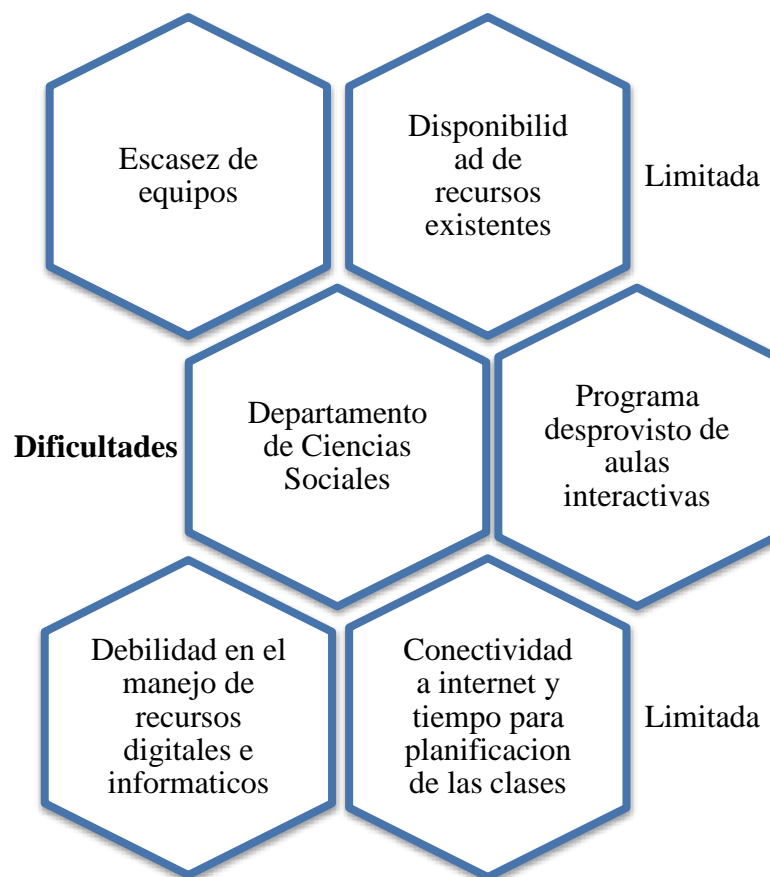 Escasez de
equipos
Disponibilid
ad de
recursos
existentes
Limitada
Dificultades
Departamento
de Ciencias
Sociales
Programa
desprovisto de
aulas
interactivas
Debilidad en el
manejo de
recursos
digitales e
informaticos
Conectividad
a internet y
tiempo para
planificacion
de las clases
Limitada